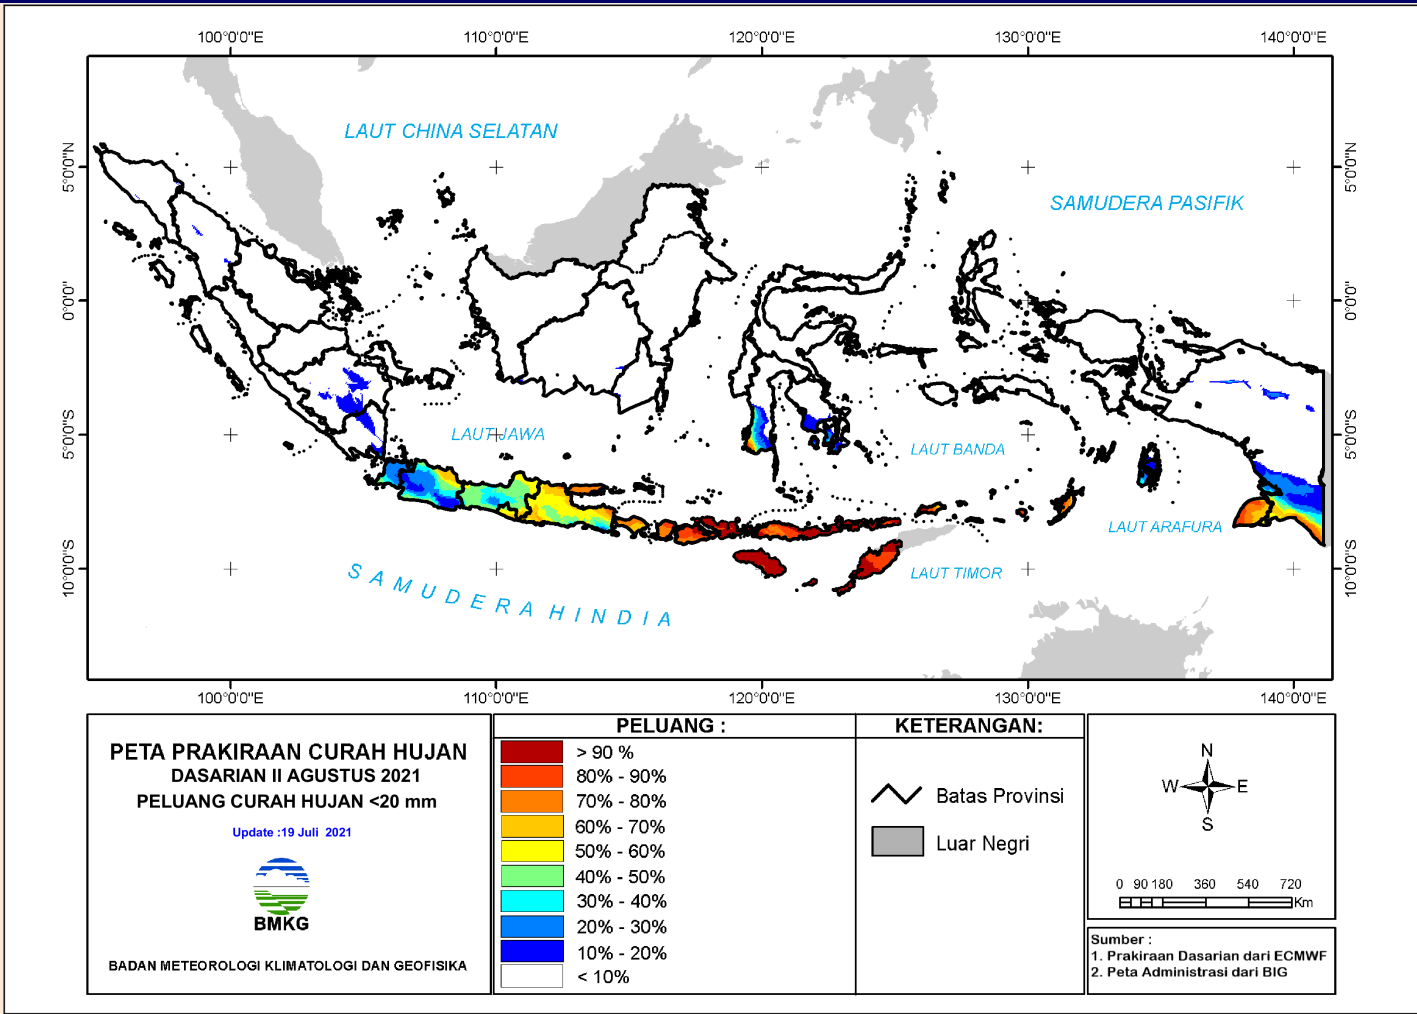 100°0'0"E 110°0'0"E 120°0'0"E 130°0'0"E 140°0'0"E
5°0'0"N
0°0'0"
5°0'0"S
10°0'0"S
LAUT CHINA SELATAN
SAMUDERA PASIFIK
LAUT JAWA
LAUT BANDA
LAUT ARAFURA
LAUT TIMOR
SAMUDERA HINDIA
5°0'0"N
0°0'0"
5°0'0"S
10°0'0"S
100°0'0"E 110°0'0"E 120°0'0"E 130°0'0"E 140°0'0"E
PETA PRAKIRAAN CURAH HUJAN
DASARIAN II AGUSTUS 2021
PELUANG CURAH HUJAN <20 mm
Update :19 Juli 2021
BMKG
BADAN METEOROLOGI KLIMATOLOGI DAN GEOFISIKA
PELUANG :
> 90 %
80% - 90%
70% - 80%
60% - 70%
50% - 60%
40% - 50%
30% - 40%
20% - 30%
10% - 20%
< 10%
KETERANGAN:
Batas Provinsi
Luar Negri
N
W E
S
0 90 180 360 540 720
Km
Sumber :
1. Prakiraan Dasarian dari ECMWF
2. Peta Administrasi dari BIG